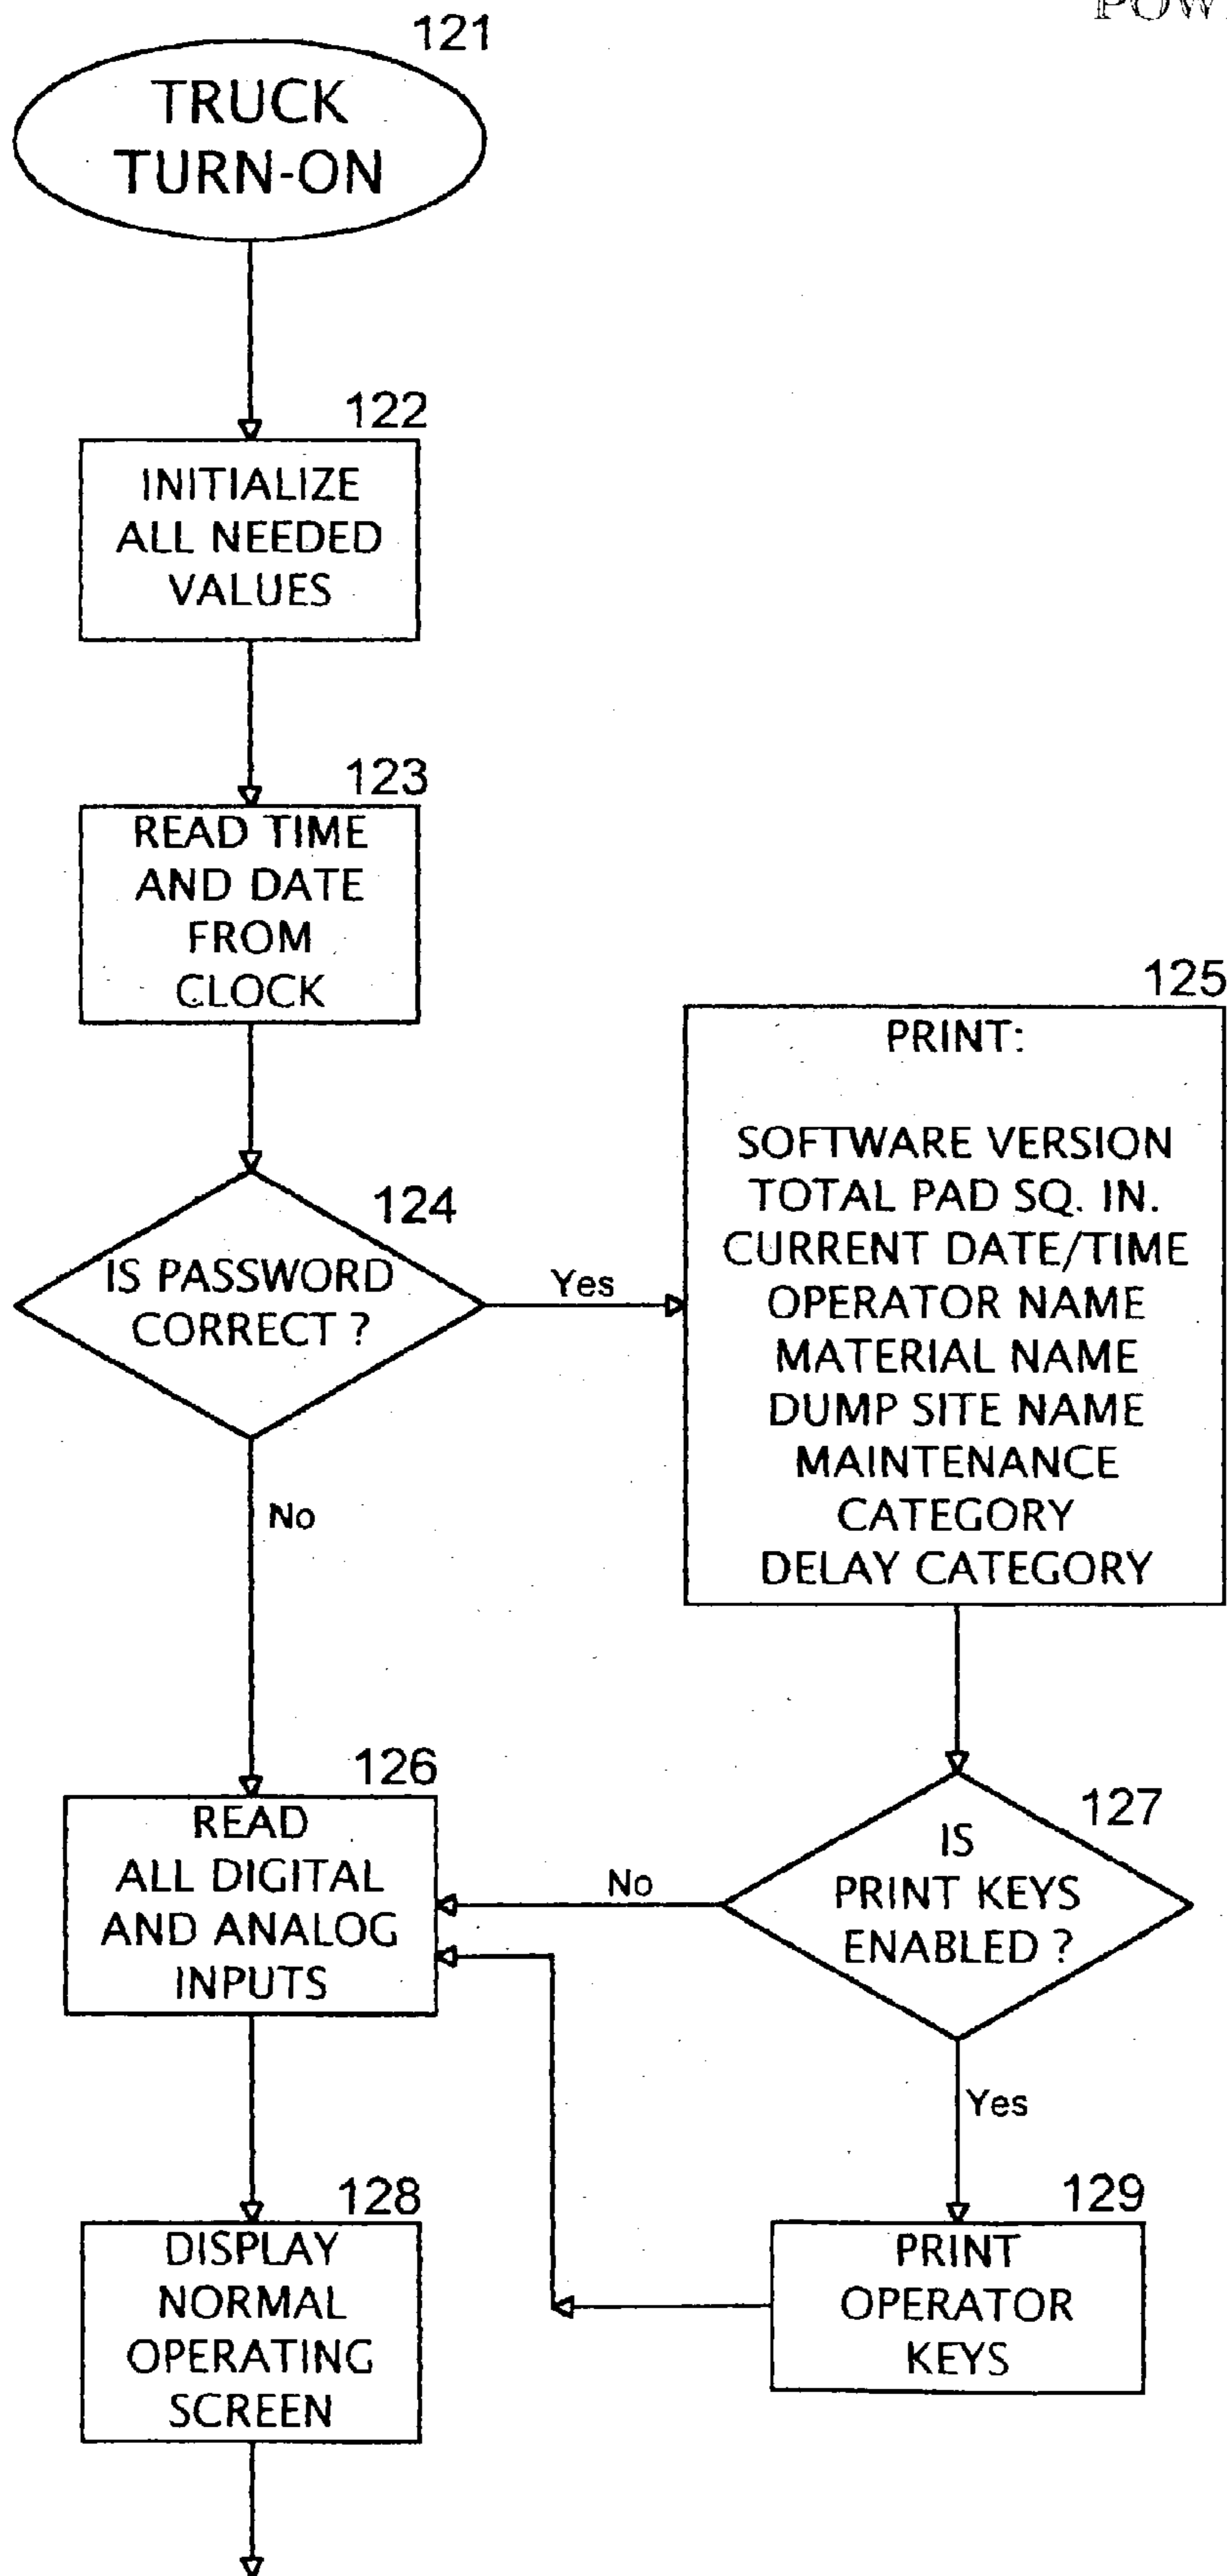 121
TRUCK
TURN-ON
122
INITIALIZE
ALL NEEDED
VALUES
123
READ TIME
AND DATE
FROM
CLOCK
124
IS PASSWORD
CORRECT ?
Yes
No
125
PRINT:
SOFTWARE VERSION
TOTAL PAD SQ. IN.
CURRENT DATE/TIME
OPERATOR NAME
MATERIAL NAME
DUMP SITE NAME
MAINTENANCE
CATEGORY
DELAY CATEGORY
126
READ
ALL DIGITAL
AND ANALOG
INPUTS
127
IS
PRINT KEYS
ENABLED ?
No
Yes
128
DISPLAY
NORMAL
OPERATING
SCREEN
129
PRINT
OPERATOR
KEYS